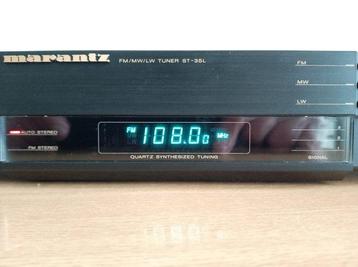 marantz FM/MW/LW TUNER ST-35L FM
MW
LW
AUTO STEREO FM 108.00 MHz
FM STEREO QUARTZ SYNTHESIZED TUNING SIGNAL